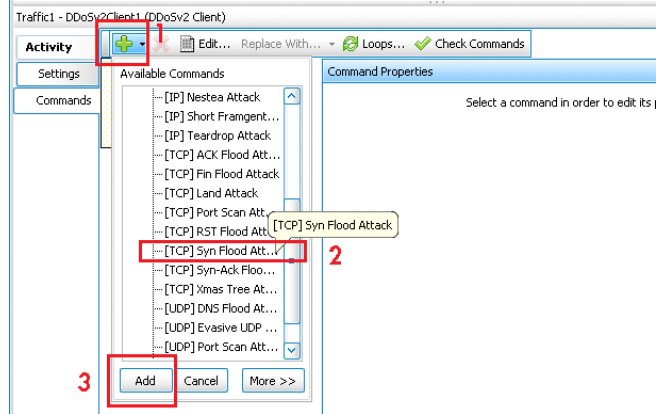 Traffic1 - DDoSv2Client1 (DDoSv2 Client)
1
Activity
Edit... Replace With... Loops... Check Commands
Settings
Commands
Available Commands
[IP] Nestea Attack
[IP] Short Framgent...
[IP] Teardrop Attack
[TCP] ACK Flood Att...
[TCP] Fin Flood Attack
[TCP] Land Attack
[TCP] Port Scan Att...
[TCP] RST Flood Att
[TCP] Syn Flood Attack
[TCP] Syn Flood Att...
2
[TCP] Syn-Ack Floo...
[TCP] Xmas Tree At...
[UDP] DNS Flood At...
[UDP] Evasive UDP ...
[UDP] Port Scan Att...
3
Add Cancel More >>
Command Properties
Select a command in order to edit its